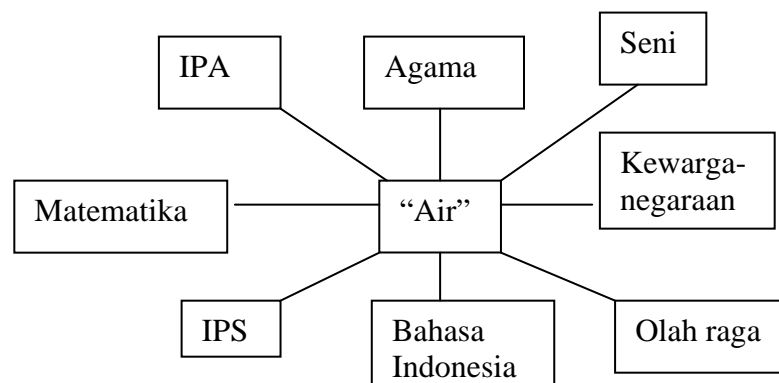 IPA
Agama
Seni
Matematika
“Air”
Kewarga-
negaraan
IPS
Bahasa
Indonesia
Olah raga